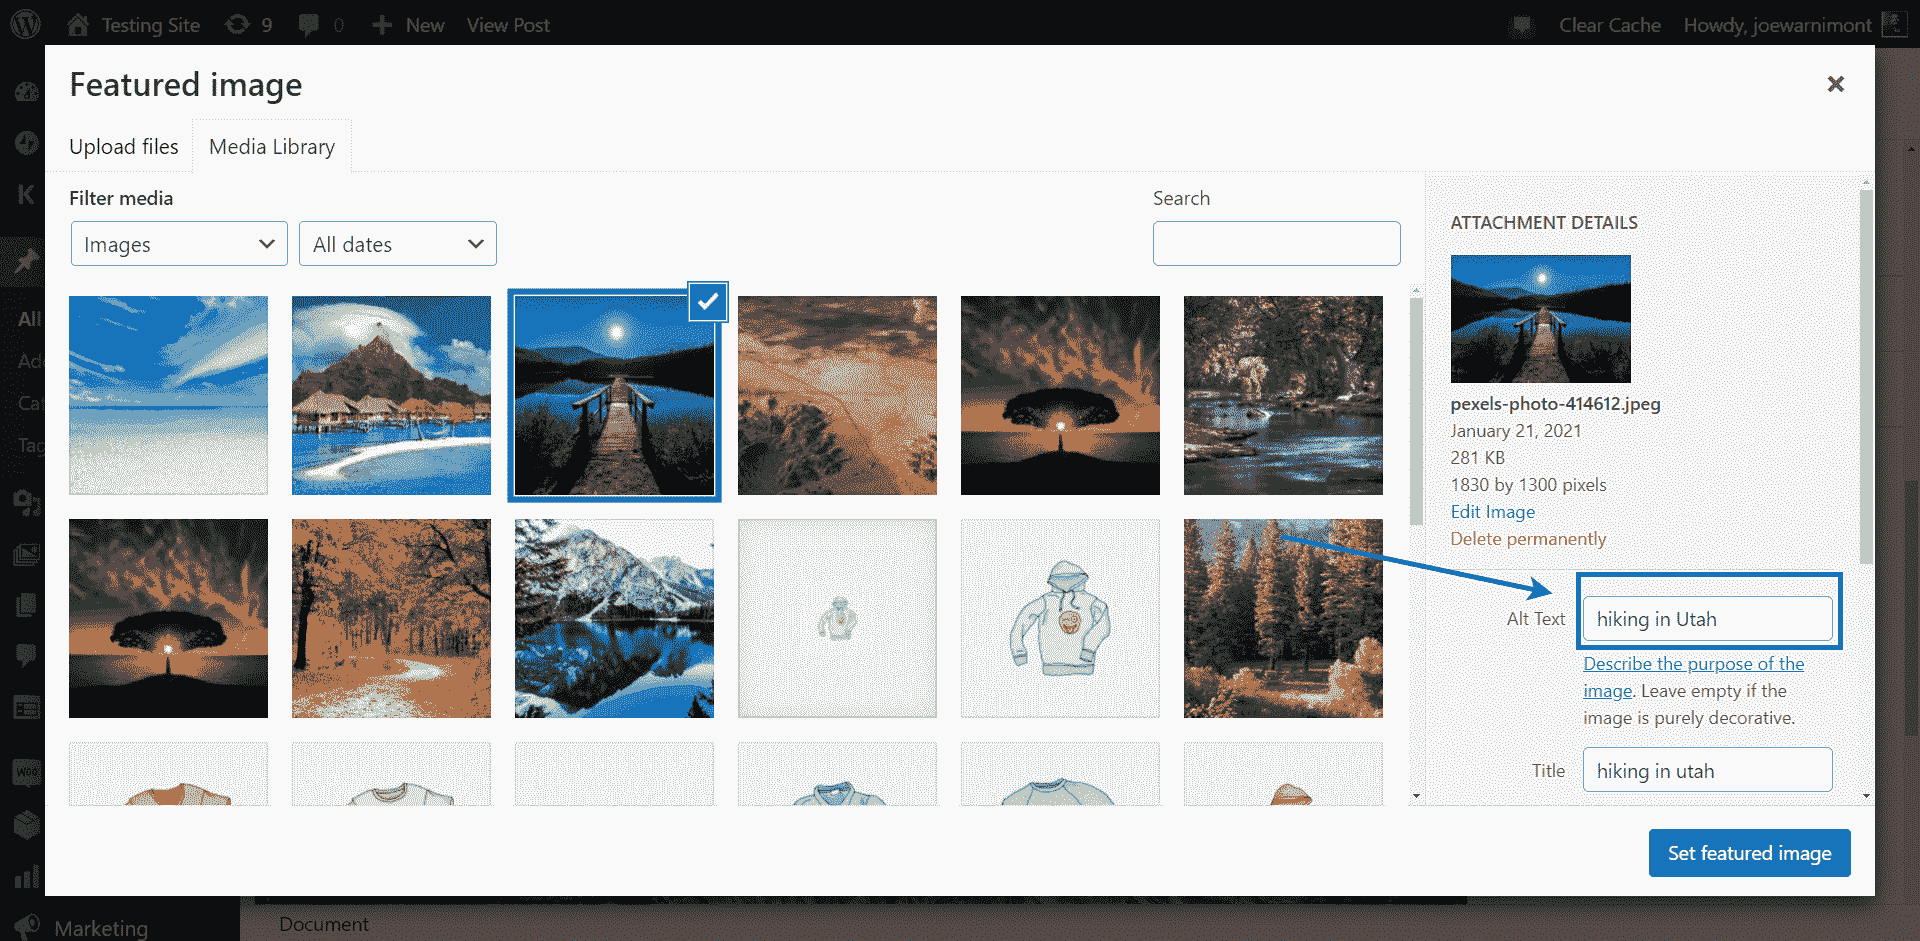 Testing Site
9
0
New
View Post
Clear Cache
Howdy, joewarnimont
Featured image
Upload files
Media Library
Filter media
Search
Images
All dates
ATTACHMENT DETAILS
pexels-photo-414612.jpeg
January 21, 2021
281 KB
1830 by 1300 pixels
Edit Image
Delete permanently
Alt Text
hiking in Utah
Describe the purpose of the
image. Leave empty if the
image is purely decorative.
Title
hiking in utah
Set featured image
K
All
Ad
Cat
Tag
WOO
Marketing
Document